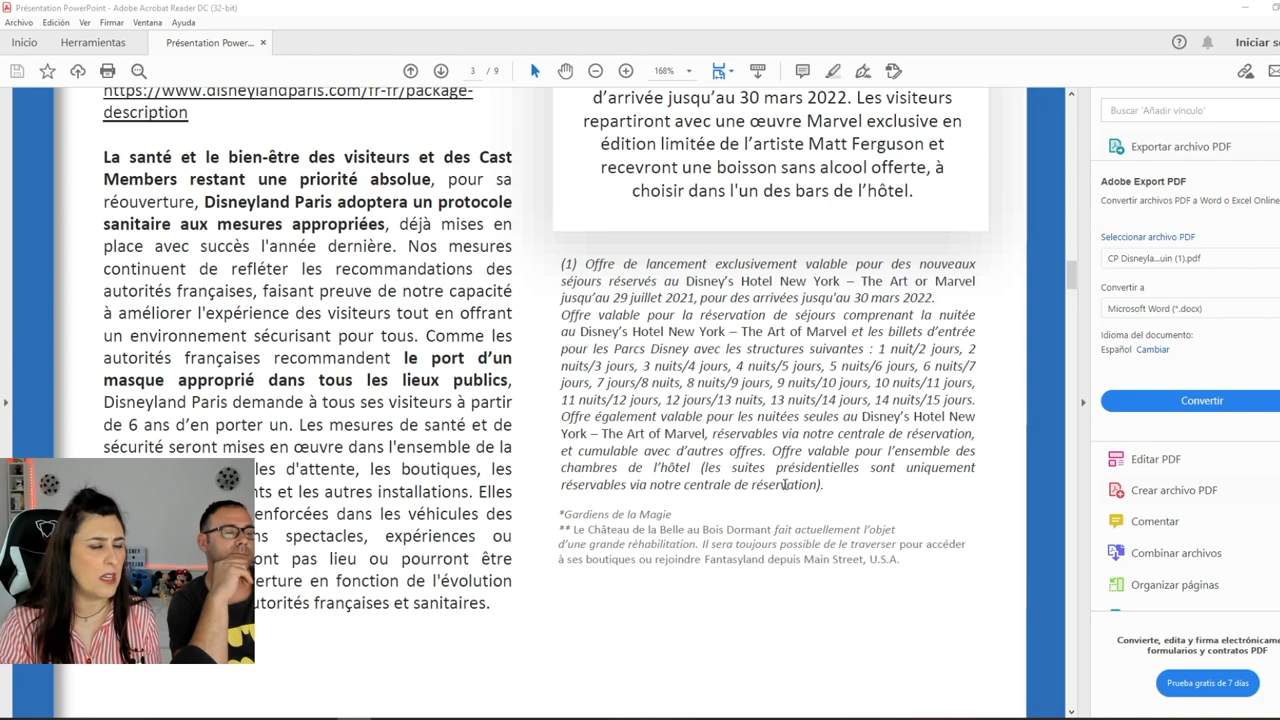 Présentation PowerPoint - Adobe Acrobat Reader DC (32-bit)
Archivo Edición Ver Firmar Ventana Ayuda
Inicio Herramientas Présentation Power... × Iniciar
3 / 9 168%
https://www.disneylandparis.com/fr-fr/package-
description
La santé et le bien-être des visiteurs et des Cast
Members restant une priorité absolue, pour sa
réouverture, Disneyland Paris adoptera un protocole
sanitaire aux mesures appropriées, déjà mises en
place avec succès l'année dernière. Nos mesures
continuent de refléter les recommandations des
autorités françaises, faisant preuve de notre capacité
à améliorer l'expérience des visiteurs tout en offrant
un environnement sécurisant pour tous. Comme les
autorités françaises recommandent le port d’un
masque approprié dans tous les lieux publics,
Disneyland Paris demande à tous ses visiteurs à partir
de 6 ans d’en porter un. Les mesures de santé et de
sécurité seront mises en œuvre dans l'ensemble de la
les d'attente, les boutiques, les
nts et les autres installations. Elles
enforcées dans les véhicules des
ns spectacles, expériences ou
ont pas lieu ou pourront être
erture en fonction de l'évolution
utorités françaises et sanitaires.
d’arrivée jusqu’au 30 mars 2022. Les visiteurs
repartiront avec une œuvre Marvel exclusive en
édition limitée de l’artiste Matt Ferguson et
recevront une boisson sans alcool offerte, à
choisir dans l'un des bars de l’hôtel.
(1) Offre de lancement exclusivement valable pour des nouveaux
séjours réservés au Disney’s Hotel New York – The Art or Marvel
jusqu’au 29 juillet 2021, pour des arrivées jusqu'au 30 mars 2022.
Offre valable pour la réservation de séjours comprenant la nuitée
au Disney’s Hotel New York – The Art of Marvel et les billets d’entrée
pour les Parcs Disney avec les structures suivantes : 1 nuit/2 jours, 2
nuits/3 jours, 3 nuits/4 jours, 4 nuits/5 jours, 5 nuits/6 jours, 6 nuits/7
jours, 7 jours/8 nuits, 8 nuits/9 jours, 9 nuits/10 jours, 10 nuits/11 jours,
11 nuits/12 jours, 12 jours/13 nuits, 13 nuits/14 jours, 14 nuits/15 jours.
Offre également valable pour les nuitées seules au Disney’s Hotel New
York – The Art of Marvel, réservables via notre centrale de réservation,
et cumulable avec d’autres offres. Offre valable pour l’ensemble des
chambres de l’hôtel (les suites présidentielles sont uniquement
réservables via notre centrale de réservation).
*Gardiens de la Magie
** Le Château de la Belle au Bois Dormant fait actuellement l’objet
d’une grande réhabilitation. Il sera toujours possible de le traverser pour accéder
à ses boutiques ou rejoindre Fantasyland depuis Main Street, U.S.A.
Buscar 'Añadir vínculo'
Exportar archivo PDF
Adobe Export PDF
Convertir archivos PDF a Word o Excel Online
Seleccionar archivo PDF
CP Disneyla...uin (1).pdf
Convertir a
Microsoft Word (*.docx)
Idioma del documento:
Español Cambiar
Convertir
Editar PDF
Crear archivo PDF
Comentar
Combinar archivos
Organizar páginas
Convierte, edita y firma electrónicame
formularios y contratos PDF
Prueba gratis de 7 días